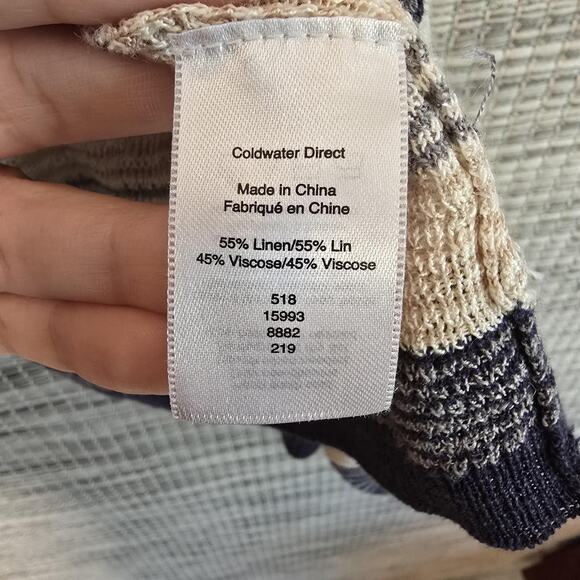 Coldwater Direct
Made in China
Fabriqué en Chine
55% Linen/55% Lin
45% Viscose/45% Viscose
518
15993
8882
219